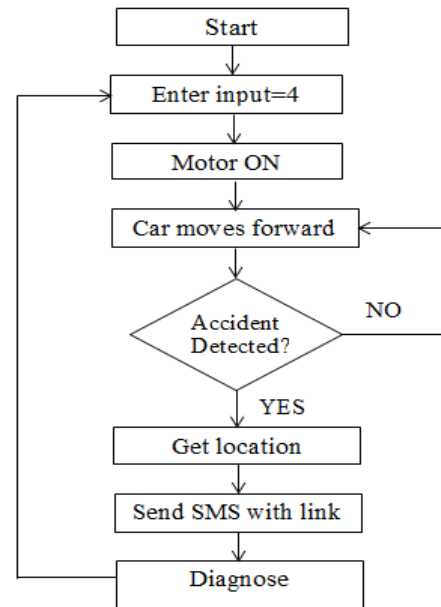 Start
Enter input=4
Motor ON
Car moves forward
Accident
Detected?
NO
YES
Get location
Send SMS with link
Diagnose